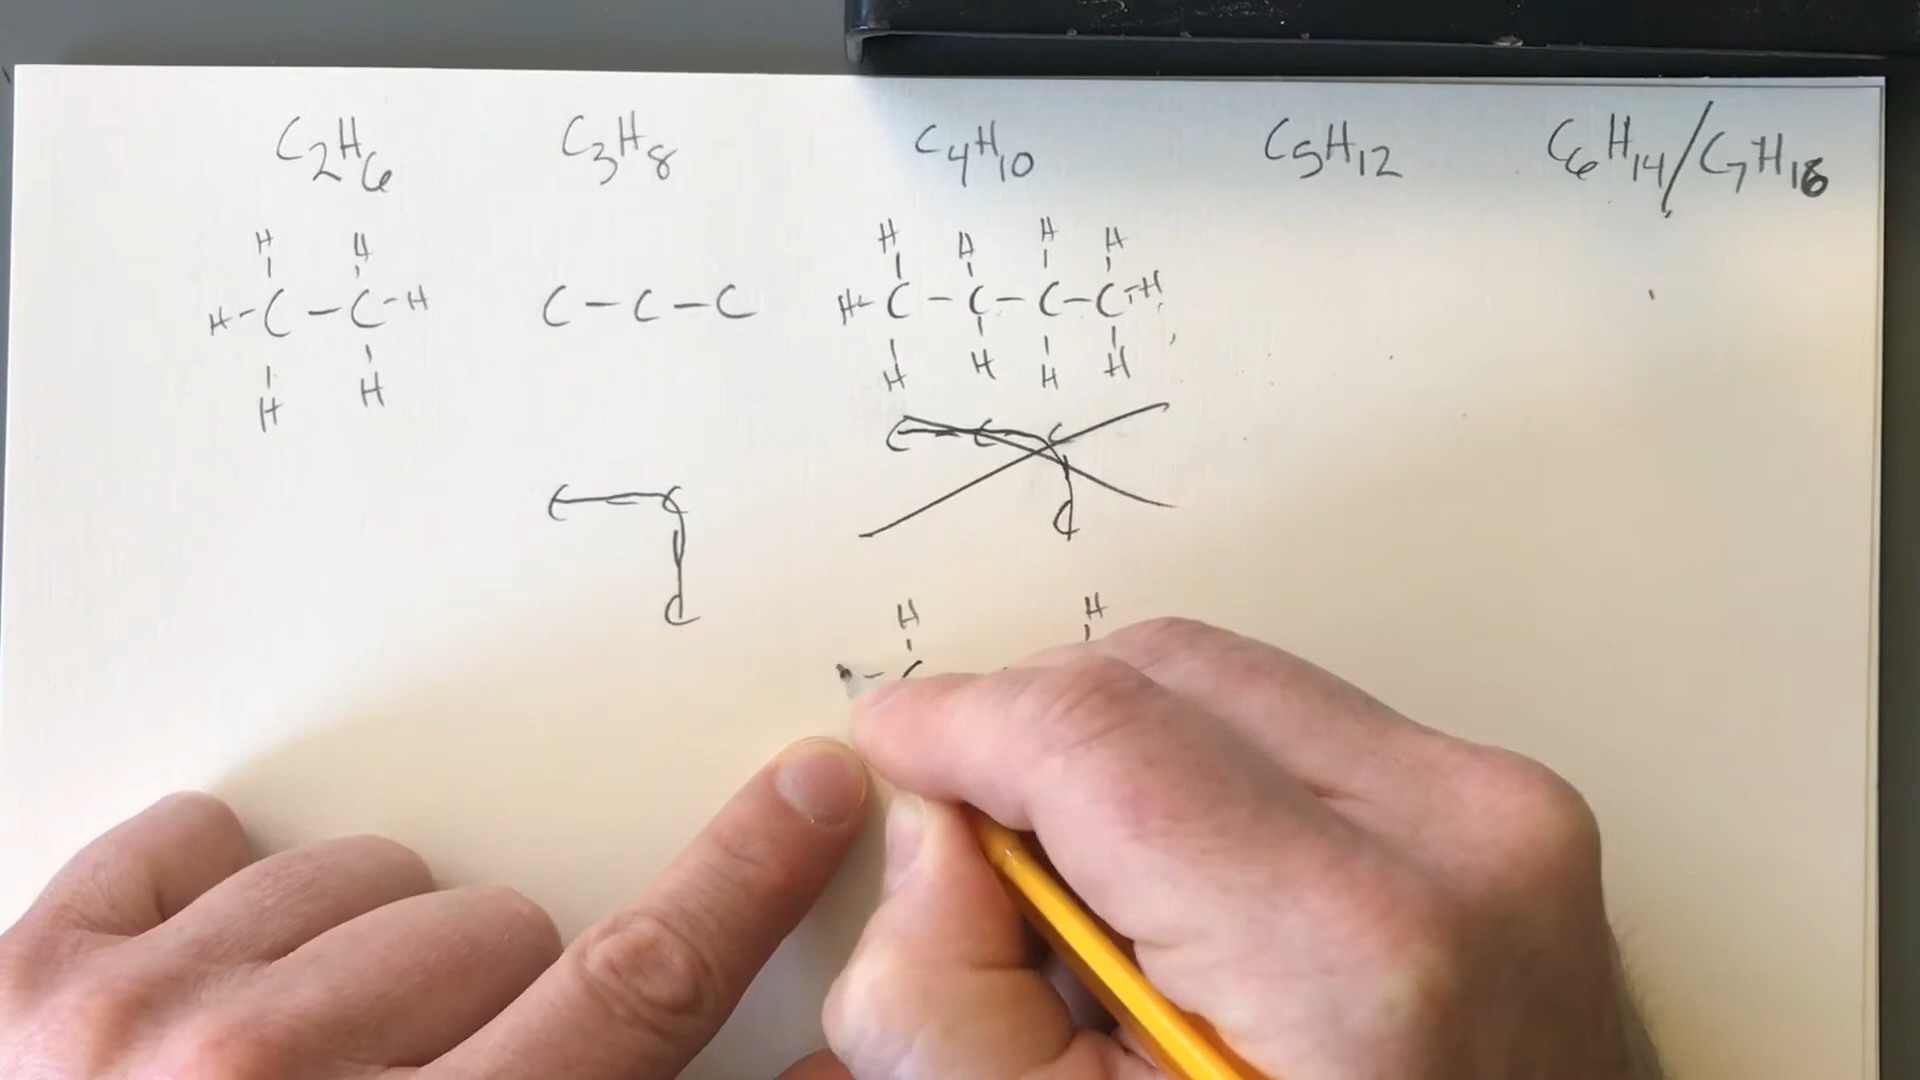 C2H6 C3H8 C4H10 C5H12 C6H14/C7H16
H H H H H H
H-C-C-H C-C-C H-C-C-C-C-H
H H H H H H
C-C-C
C-C C
C
H H
C